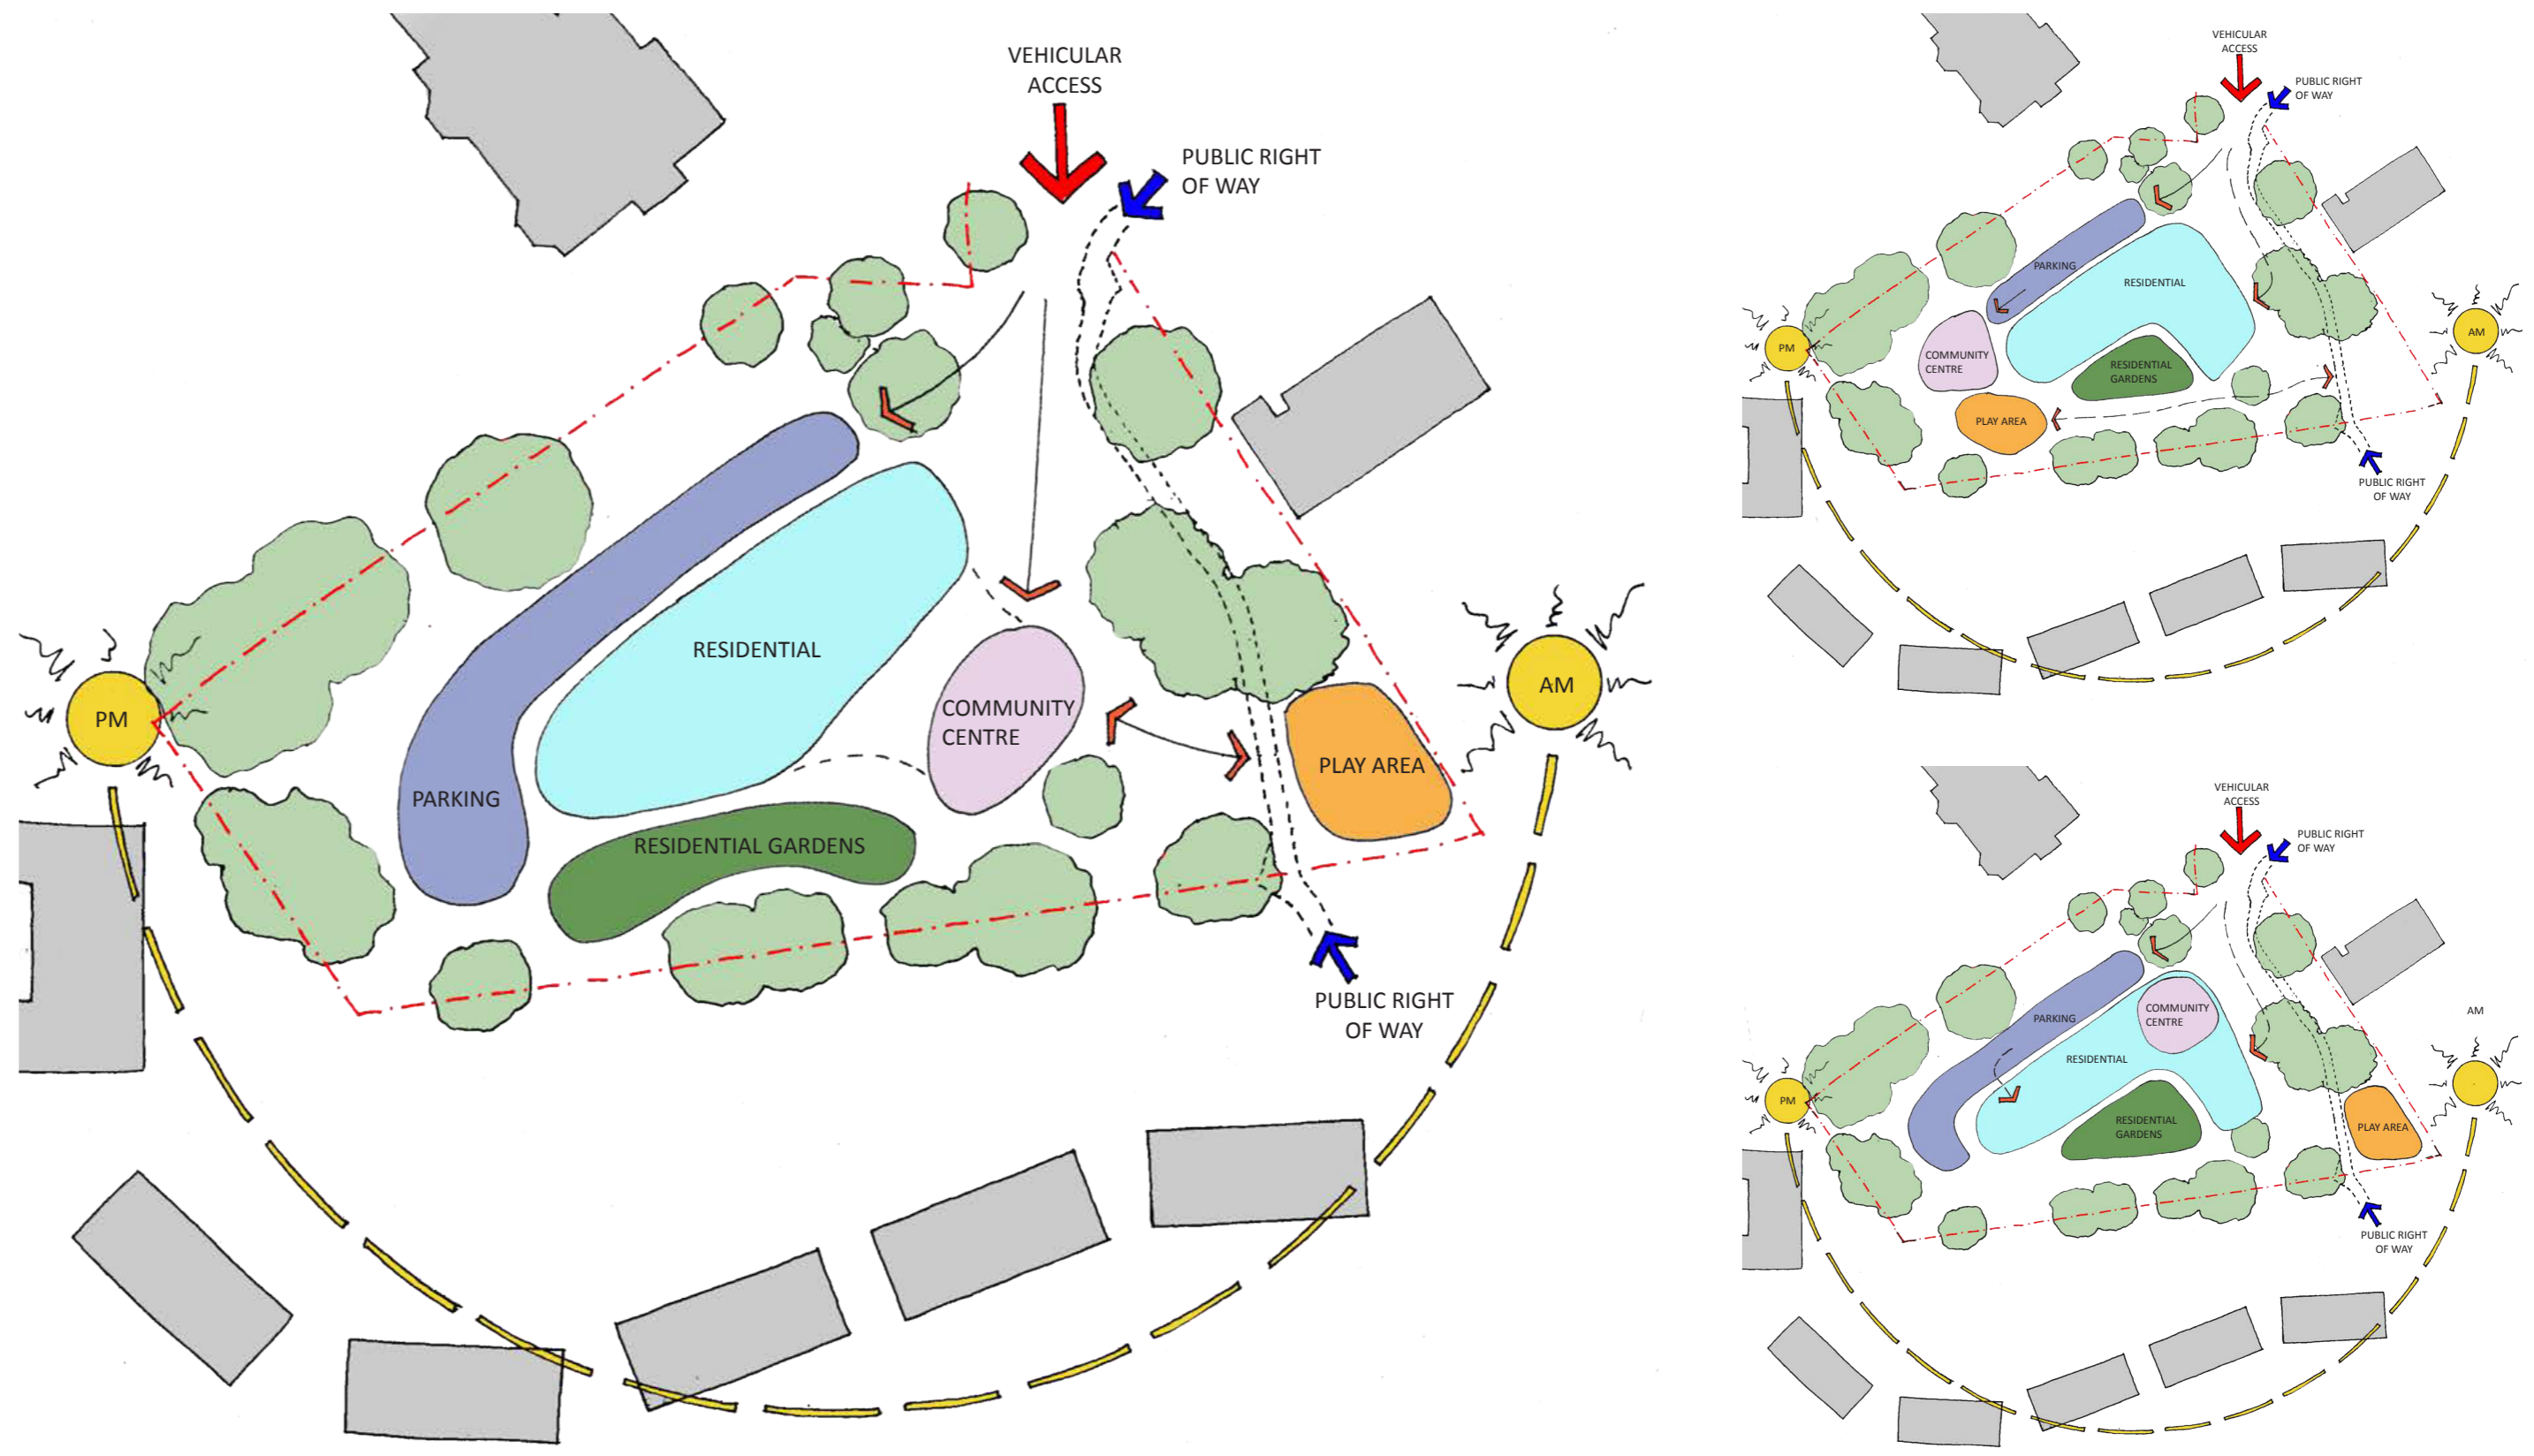 VEHICULAR
ACCESS
PUBLIC RIGHT
OF WAY
RESIDENTIAL
COMMUNITY
CENTRE
PM
AM
PLAY AREA
PARKING
RESIDENTIAL GARDENS
PUBLIC RIGHT
OF WAY
VEHICULAR
ACCESS
PUBLIC RIGHT
OF WAY
PARKING
RESIDENTIAL
AM
PM
COMMUNITY
CENTRE
RESIDENTIAL
GARDENS
PLAY AREA
PUBLIC RIGHT
OF WAY
VEHICULAR
ACCESS
PUBLIC RIGHT
OF WAY
COMMUNITY
CENTRE
PARKING
AM
RESIDENTIAL
PM
RESIDENTIAL
GARDENS
PLAY AREA
PUBLIC RIGHT
OF WAY